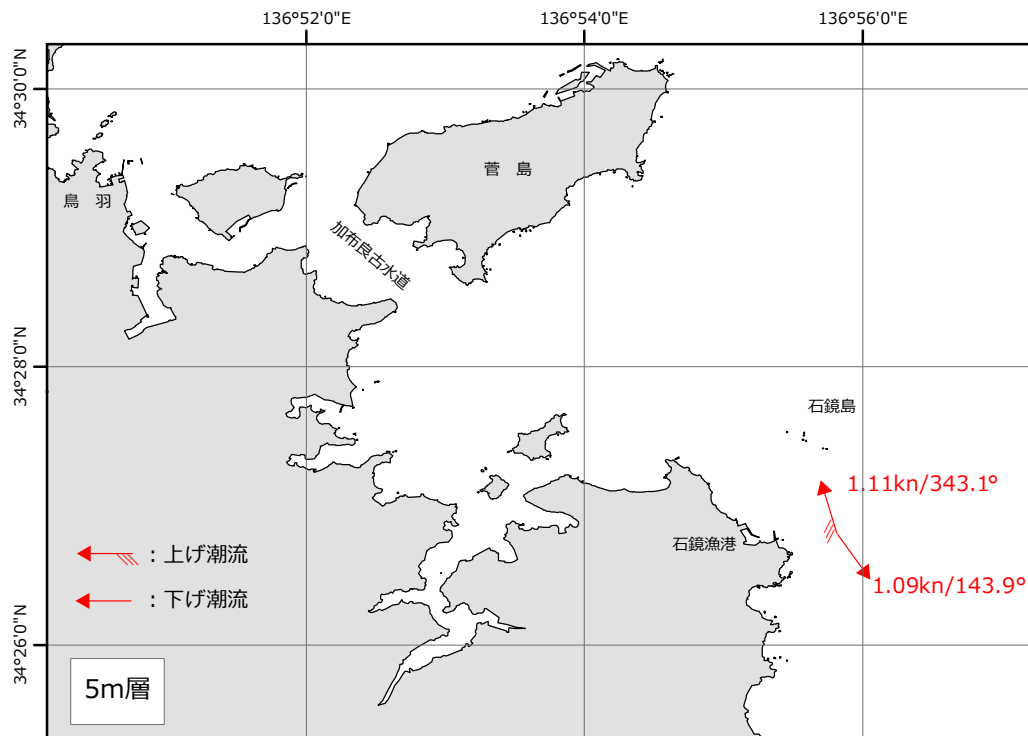 136°52'0"E
136°54'0"E
136°56'0"E
34°30'0"N
菅 島
鳥 羽
加布良古水道
34°28'0"N
石鏡島
1.11kn/343.1°
石鏡漁港
:上げ潮流
1.09kn/143.9°
:下げ潮流
34°26'0"N
5m層